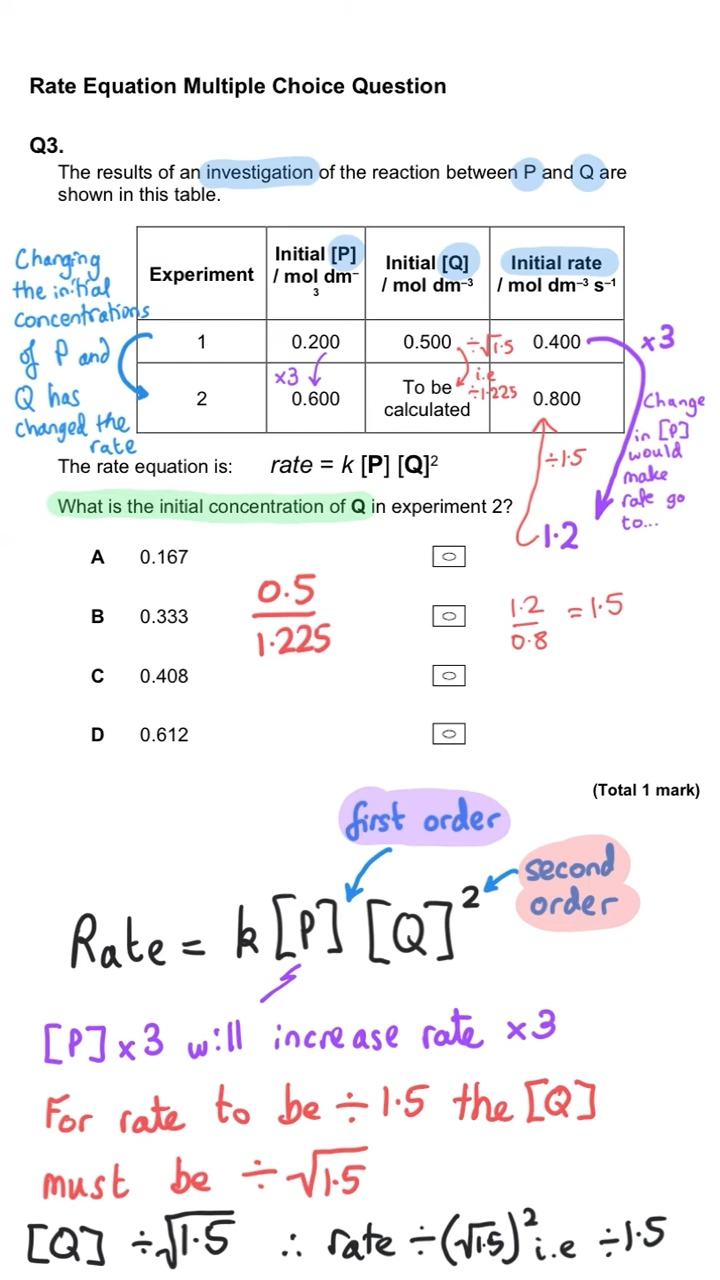 Rate Equation Multiple Choice Question
Q3.
The results of an investigation of the reaction between P and Q are
shown in this table.
Changing
the initial
concentrations
of P and
Q has
changed the
rate
Experiment
Initial [P]
/ mol dm⁻
³
Initial [Q]
/ mol dm⁻³
Initial rate
/ mol dm⁻³ s⁻¹
1
0.200
0.500
÷√1.5
0.400
x3
x3
i.e
÷1.225
2
0.600
To be
calculated
0.800
Change
in [P]
would
make
rate go
to...
÷1.5
1.2
The rate equation is: rate = k [P] [Q]²
What is the initial concentration of Q in experiment 2?
A 0.167
B 0.333
C 0.408
D 0.612
0.5
1.225
1.2
0.8
= 1.5
(Total 1 mark)
first order
second
order
Rate = k [P] [Q]²
[P] x3 will increase rate x3
For rate to be ÷1.5 the [Q]
must be ÷√1.5
[Q] ÷√1.5 ∴ rate ÷(√1.5)² i.e ÷1.5